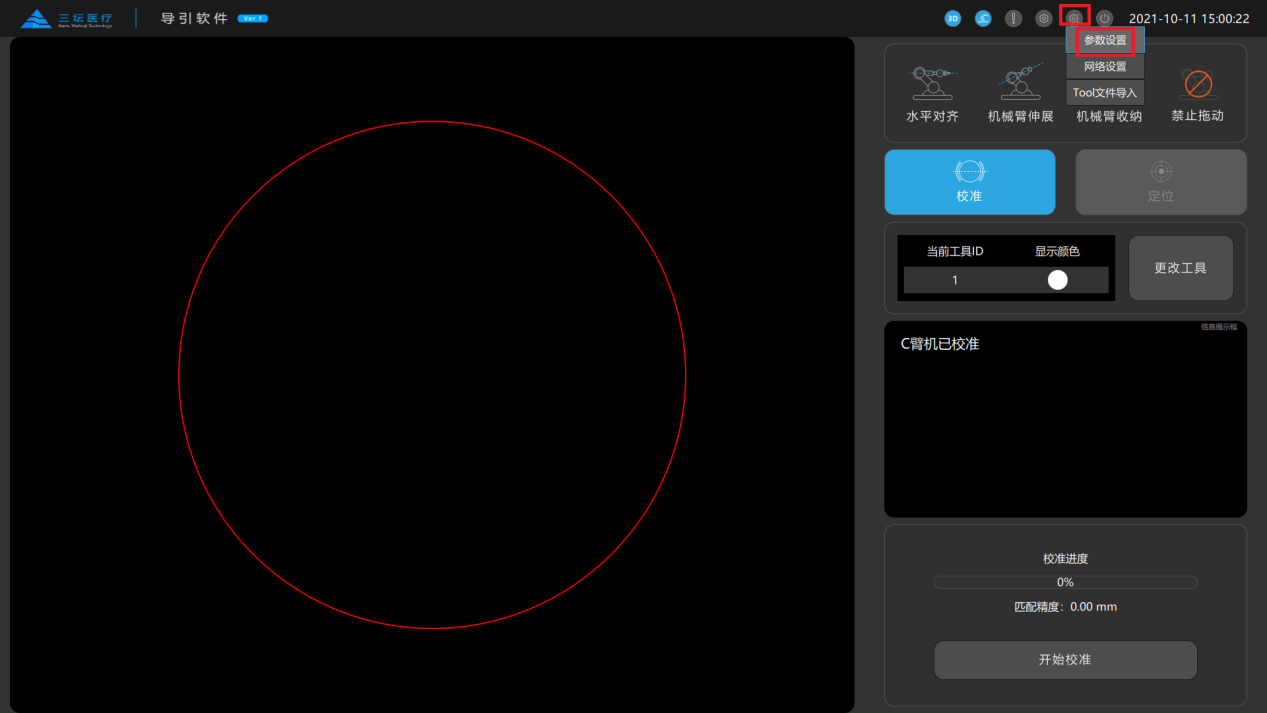 三坛医疗
Santa Medical Technology
导引软件 Ver 1
3D
2021-10-11 15:00:22
参数设置
网络设置
Tool文件导入
水平对齐 机械臂伸展 机械臂收纳 禁止拖动
校准 定位
当前工具ID 显示颜色
1
更改工具
信息提示框
C臂机已校准
校准进度
0%
匹配精度：0.00 mm
开始校准